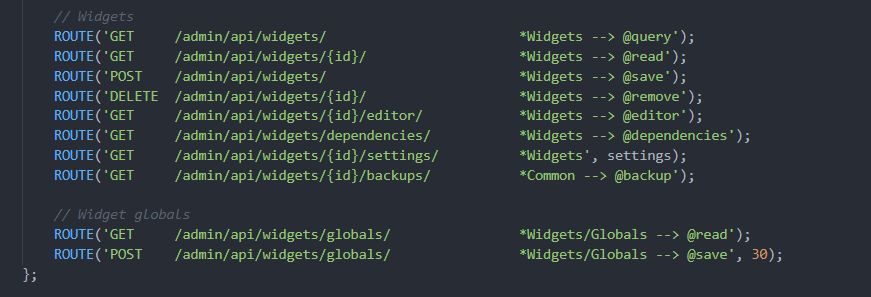 // Widgets
ROUTE('GET     /admin/api/widgets/                        *Widgets --> @query');
ROUTE('GET     /admin/api/widgets/{id}/                   *Widgets --> @read');
ROUTE('POST    /admin/api/widgets/                        *Widgets --> @save');
ROUTE('DELETE  /admin/api/widgets/{id}/                   *Widgets --> @remove');
ROUTE('GET     /admin/api/widgets/{id}/editor/            *Widgets --> @editor');
ROUTE('GET     /admin/api/widgets/dependencies/           *Widgets --> @dependencies');
ROUTE('GET     /admin/api/widgets/{id}/settings/          *Widgets', settings);
ROUTE('GET     /admin/api/widgets/{id}/backups/           *Common --> @backup');
// Widget globals
ROUTE('GET     /admin/api/widgets/globals/                *Widgets/Globals --> @read');
ROUTE('POST    /admin/api/widgets/globals/                *Widgets/Globals --> @save', 30);
};